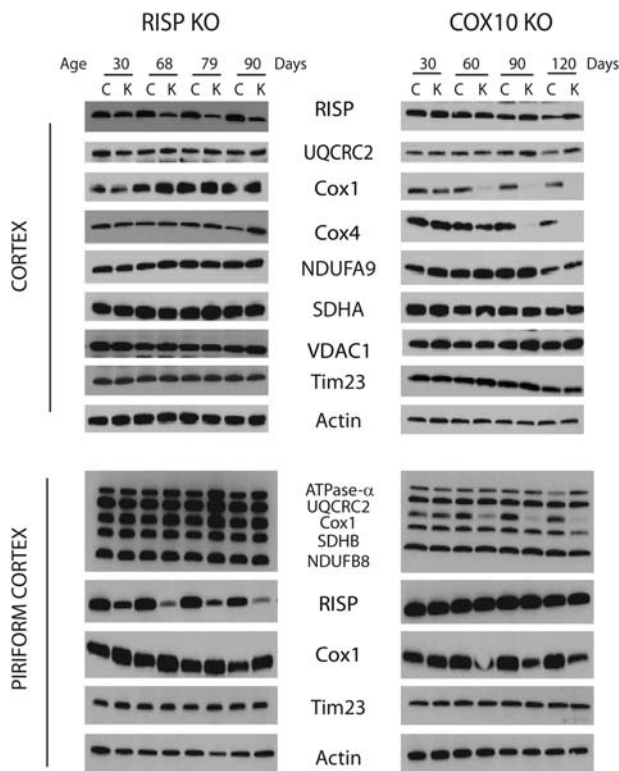 RISP KO COX10 KO
Age 30 68 79 90 Days 30 60 90 120 Days
C K C K C K C K C K C K C K C K
CORTEX
RISP
UQCRC2
Cox1
Cox4
NDUFA9
SDHA
VDAC1
Tim23
Actin
PIRIFORM CORTEX
ATPase-α
UQCRC2
Cox1
SDHB
NDUFB8
RISP
Cox1
Tim23
Actin